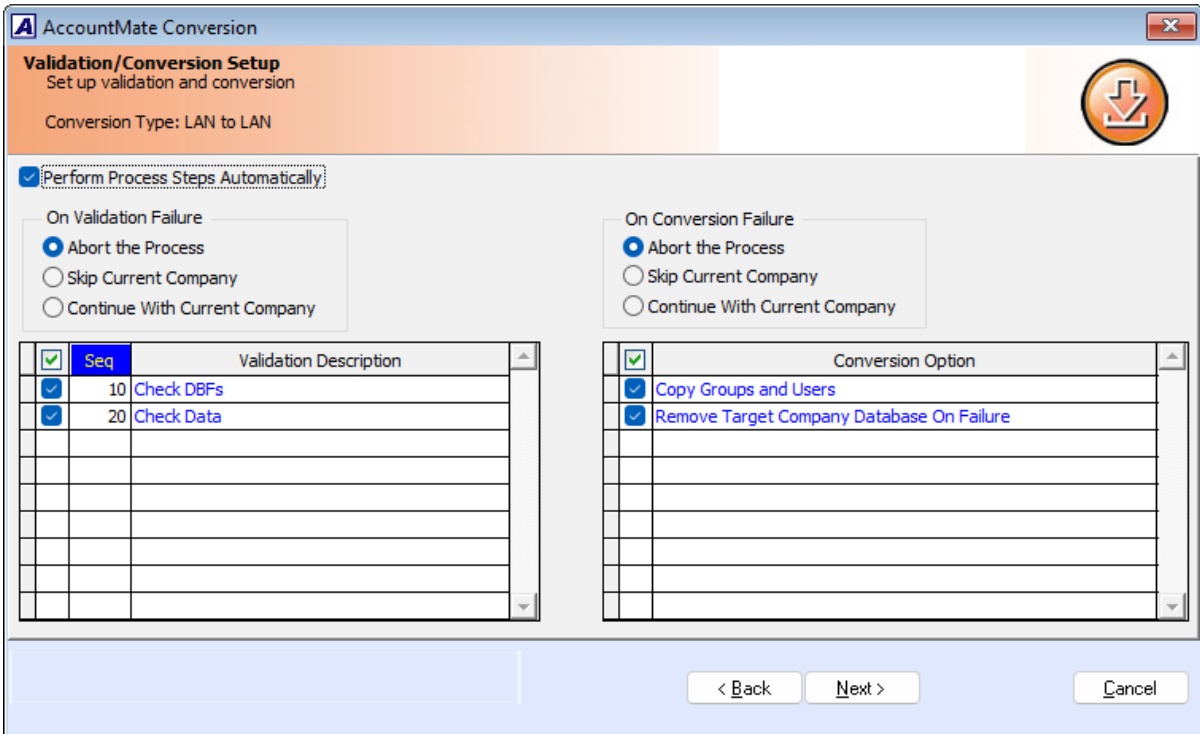 AccountMate Conversion
Validation/Conversion Setup
Set up validation and conversion
Conversion Type: LAN to LAN
Perform Process Steps Automatically
On Validation Failure
Abort the Process
Skip Current Company
Continue With Current Company
On Conversion Failure
Abort the Process
Skip Current Company
Continue With Current Company
Seq Validation Description
10 Check DBFs
20 Check Data
Conversion Option
Copy Groups and Users
Remove Target Company Database On Failure
< Back Next > Cancel